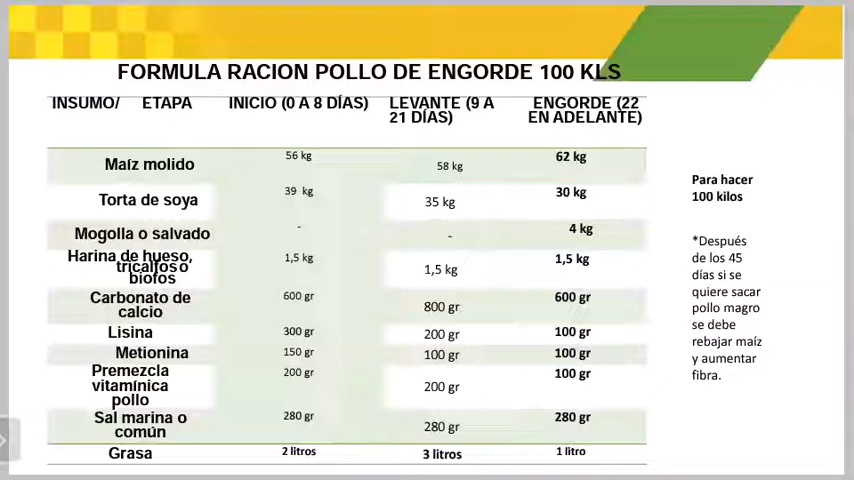 FORMULA RACION POLLO DE ENGORDE 100 KLS
INSUMO/ ETAPA INICIO (0 A 8 DÍAS) LEVANTE (9 A 21 DÍAS) ENGORDE (22 EN ADELANTE)
Maíz molido 56 kg 58 kg 62 kg
Torta de soya 39 kg 35 kg 30 kg
Mogolla o salvado - - 4 kg
Harina de hueso, tricalfos o biofos 1,5 kg 1,5 kg 1,5 kg
Carbonato de calcio 600 gr 800 gr 600 gr
Lisina 300 gr 200 gr 100 gr
Metionina 150 gr 100 gr 100 gr
Premezcla vitamínica pollo 200 gr 200 gr 100 gr
Sal marina o común 280 gr 280 gr 280 gr
Grasa 2 litros 3 litros 1 litro
Para hacer
100 kilos
*Después
de los 45
días si se
quiere sacar
pollo magro
se debe
rebajar maíz
y aumentar
fibra.